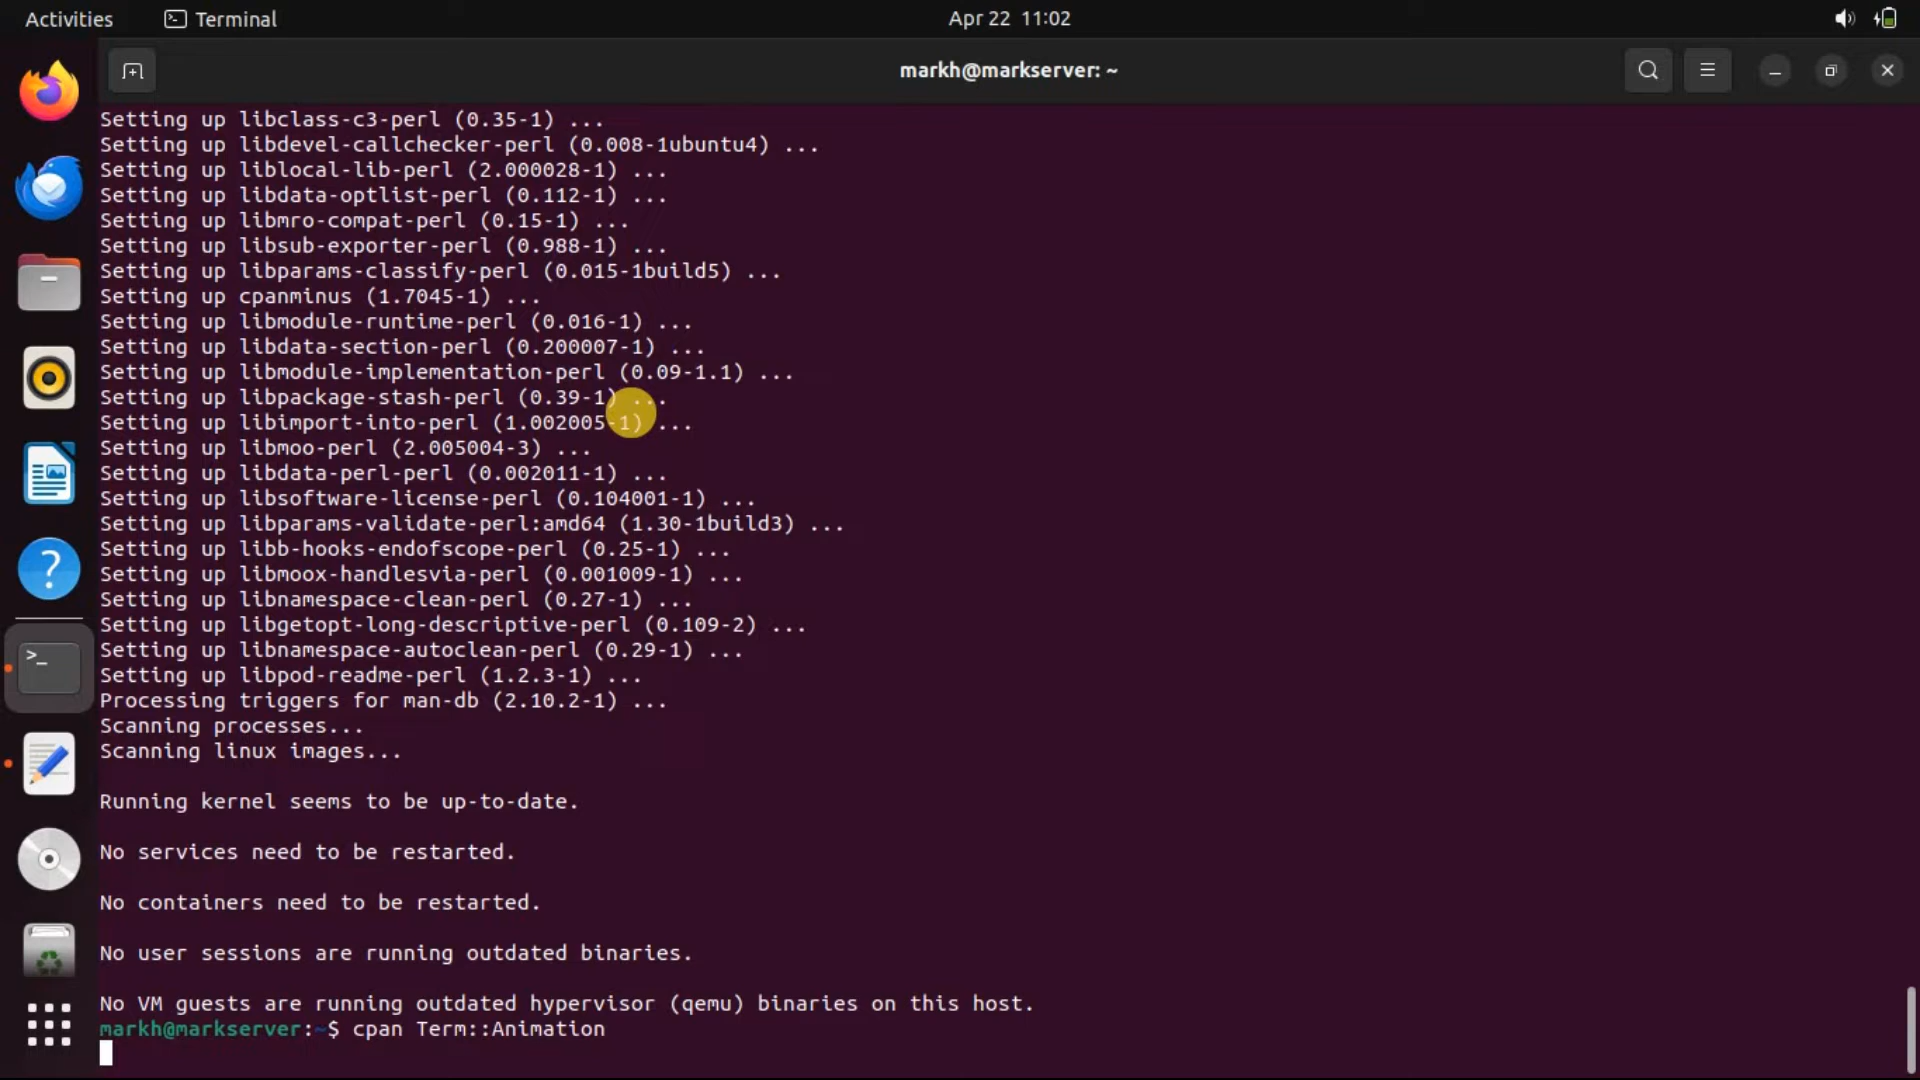 Activities
Terminal
Apr 22 11:02
markh@markserver: ~
Setting up libclass-c3-perl (0.35-1) ...
Setting up libdevel-callchecker-perl (0.008-1ubuntu4) ...
Setting up liblocal-lib-perl (2.000028-1) ...
Setting up libdata-optlist-perl (0.112-1) ...
Setting up libmro-compat-perl (0.15-1) ...
Setting up libsub-exporter-perl (0.988-1) ...
Setting up libparams-classify-perl (0.015-1build5) ...
Setting up cpanminus (1.7045-1) ...
Setting up libmodule-runtime-perl (0.016-1) ...
Setting up libdata-section-perl (0.200007-1) ...
Setting up libmodule-implementation-perl (0.09-1.1) ...
Setting up libpackage-stash-perl (0.39-1) ...
Setting up libimport-into-perl (1.002005-1) ...
Setting up libmoo-perl (2.005004-3) ...
Setting up libdata-perl-perl (0.002011-1) ...
Setting up libsoftware-license-perl (0.104001-1) ...
Setting up libparams-validate-perl:amd64 (1.30-1build3) ...
Setting up libb-hooks-endofscope-perl (0.25-1) ...
Setting up libmoox-handlesvia-perl (0.001009-1) ...
Setting up libnamespace-clean-perl (0.27-1) ...
Setting up libgetopt-long-descriptive-perl (0.109-2) ...
Setting up libnamespace-autoclean-perl (0.29-1) ...
Setting up libpod-readme-perl (1.2.3-1) ...
Processing triggers for man-db (2.10.2-1) ...
Scanning processes...
Scanning linux images...
Running kernel seems to be up-to-date.
No services need to be restarted.
No containers need to be restarted.
No user sessions are running outdated binaries.
No VM guests are running outdated hypervisor (qemu) binaries on this host.
markh@markserver:~$ cpan Term::Animation